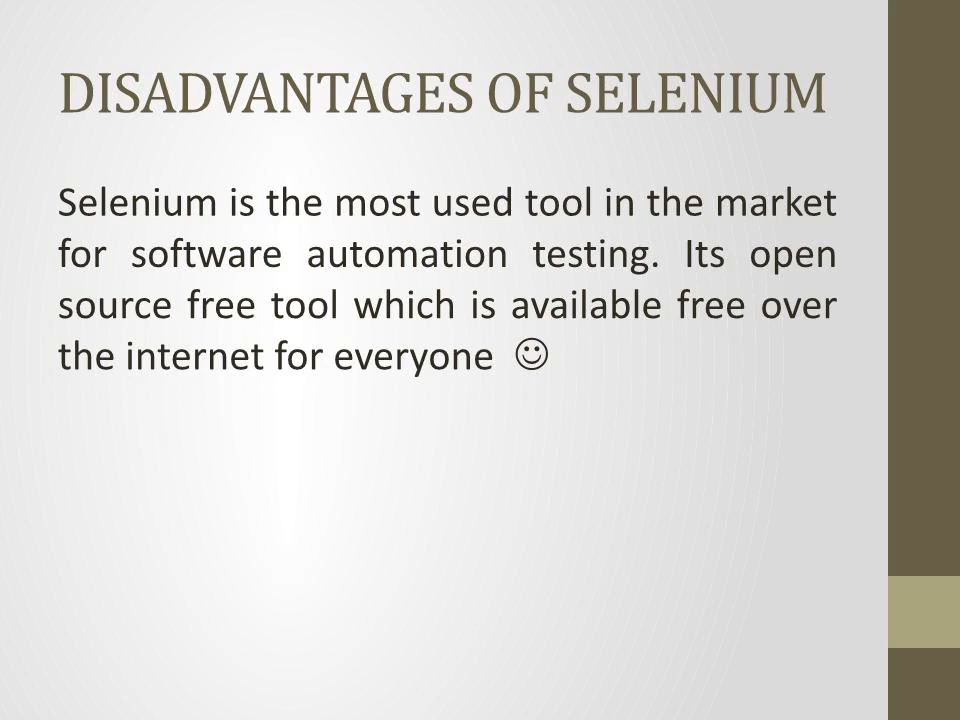 DISADVANTAGES OF SELENIUM
Selenium is the most used tool in the market
for software automation testing. Its open
source free tool which is available free over
the internet for everyone ☺